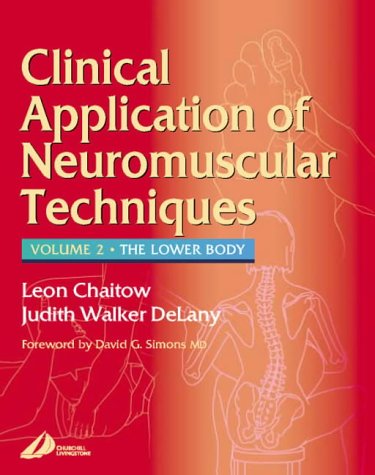 Clinical
Application of
Neuromuscular
Techniques
VOLUME 2 • THE LOWER BODY
Leon Chaitow
Judith Walker DeLany
Foreword by David G. Simons MD
CHURCHILL
LIVINGSTONE